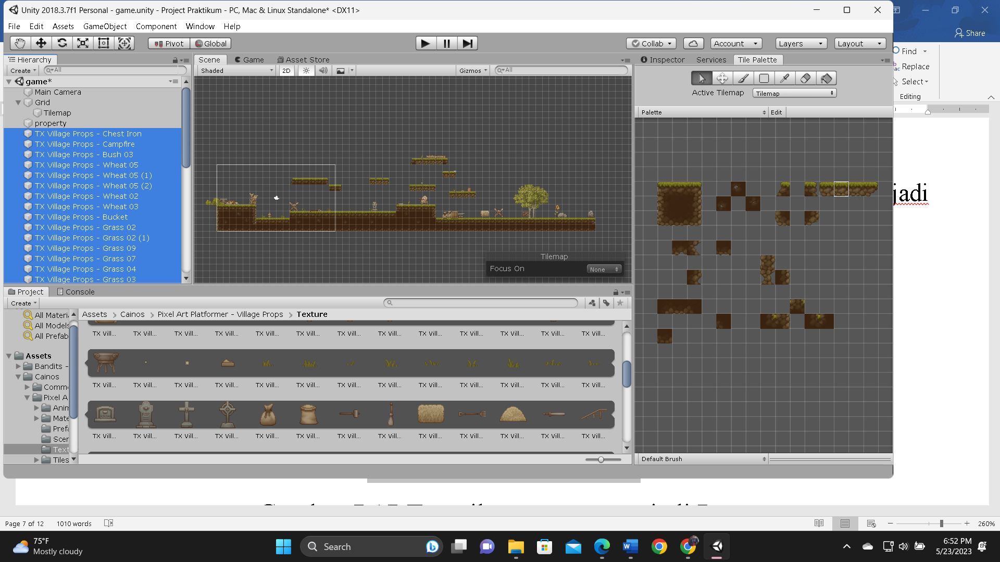 Unity 2018.3.7f1 Personal - game.unity - Project Praktikum - PC, Mac & Linux Standalone* <DX11>
File Edit Assets GameObject Component Window Help
Share
Pivot Global Collab Account Layers Layout
Find
Replace
Select
Editing
Hierarchy Scene Game Asset Store Inspector Services Tile Palette
Create All Shaded 2D Gizmos All
game*
Main Camera
Grid
Tilemap
property
TX Village Props - Chest Iron
TX Village Props - Campfire
TX Village Props - Bush 03
TX Village Props - Wheat 05
TX Village Props - Wheat 05 (1)
TX Village Props - Wheat 05 (2)
TX Village Props - Wheat 02
TX Village Props - Wheat 03
TX Village Props - Bucket
TX Village Props - Grass 02
TX Village Props - Grass 02 (1)
TX Village Props - Grass 09
TX Village Props - Grass 07
TX Village Props - Grass 04
TX Village Props - Grass 03
Tilemap
Focus On None
Active Tilemap Tilemap
Palette Edit
Default Brush
jadi
Project Console
Create
All Materi
All Models
All Prefab
Assets
Bandits -
Cainos
Comm
Pixel A
Anim
Mate
Prefa
Scen
Text
Tiles
Assets > Cainos > Pixel Art Platformer - Village Props > Texture
TX Vill... TX Vill... TX Vill... TX Vill... TX Vill... TX Vill... TX Vill... TX Vill... TX Vill... TX Vill... TX Vill... TX Vill... TX Vill...
TX Vill... TX Vill... TX Vill... TX Vill... TX Vill... TX Vill... TX Vill... TX Vill... TX Vill... TX Vill... TX Vill... TX Vill... TX Vill...
TX Vill... TX Vill... TX Vill... TX Vill... TX Vill... TX Vill... TX Vill... TX Vill... TX Vill... TX Vill... TX Vill... TX Vill... TX Vill...
Page 7 of 12 1010 words 260%
75°F
Mostly cloudy
Search
6:52 PM
5/23/2023